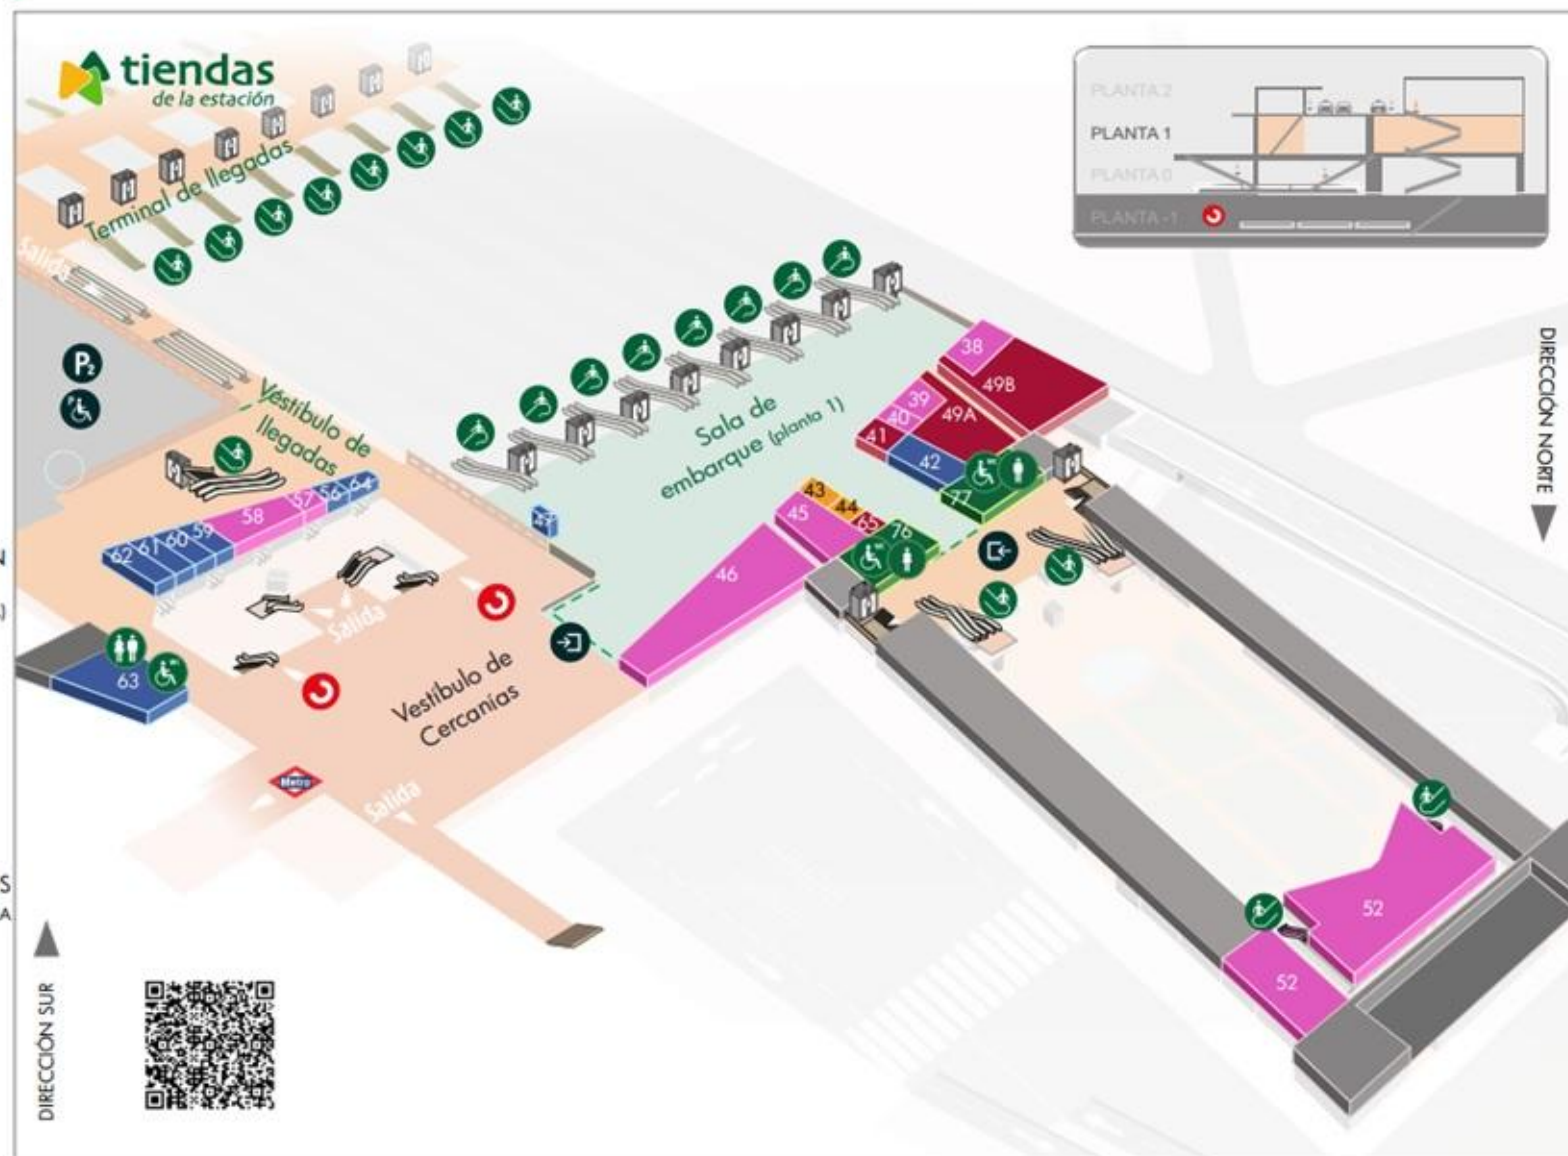 tiendas
de la estación
Terminal de llegadas
Salida
P2
P
Vestíbulo de
llegadas
62
61
60
59
58
57
56
64
63
Salida
Vestíbulo de
Cercanías
Metro
Salida
Sala de
embarque (planta 1)
38
49B
39
40
49A
41
42
77
43
44
65
45
76
46
52
52
PLANTA 2
PLANTA 1
PLANTA 0
PLANTA -1
DIRECCIÓN NORTE
DIRECCIÓN SUR
N
S
A